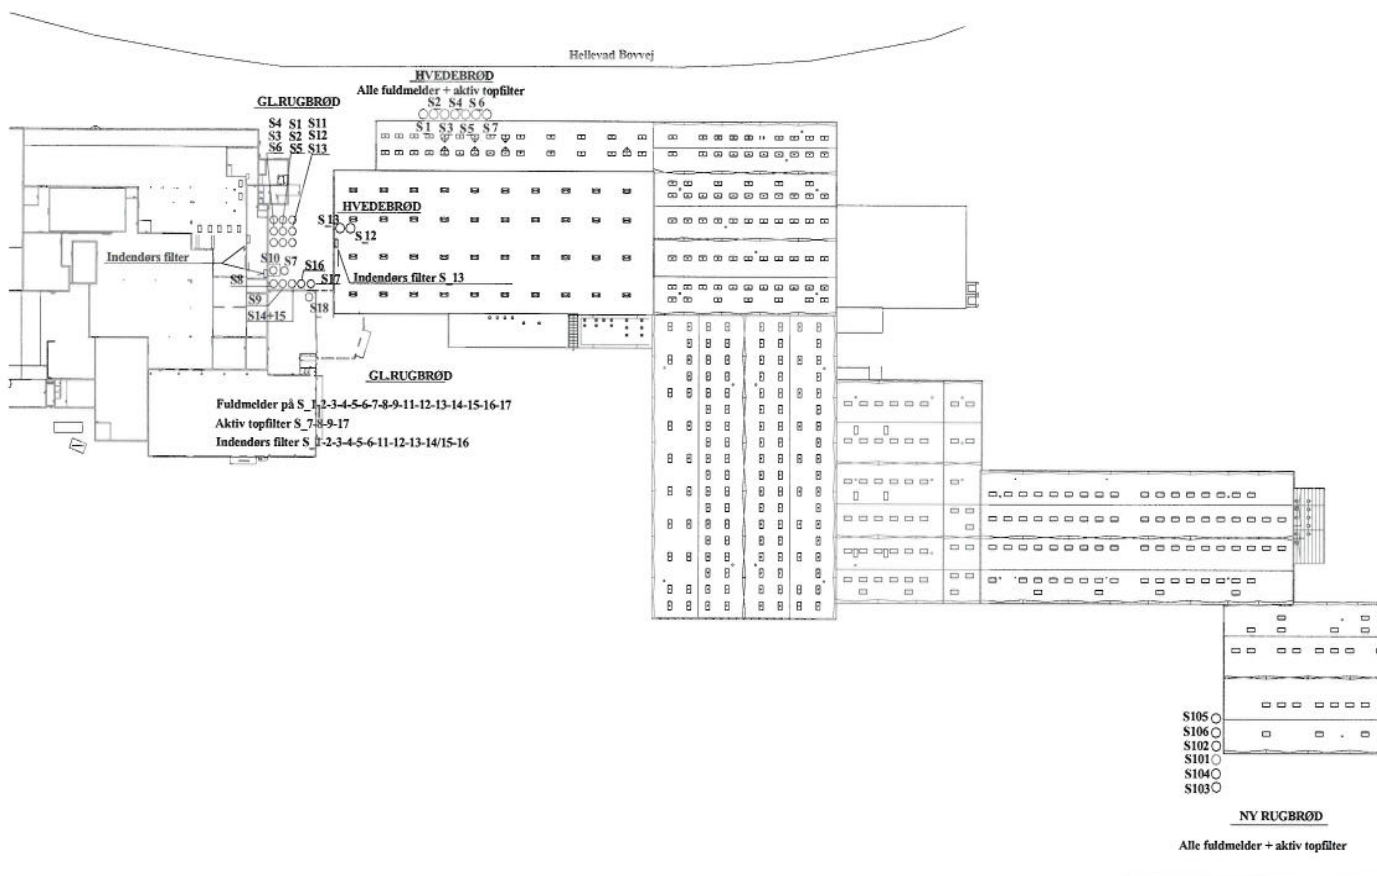 Hellevad Bovvej
HVEDEBRØD
Alle fuldmelder + aktiv topfilter
S2 S4 S 6
S1 S3 S5 S7
GL.RUGBRØD
S4 S1 S11
S3 S2 S12
S6 S5 S13
HVEDEBRØD
S_13
S_12
Indendørs filter
S10 S7
S16
S8
S17
Indendørs filter S_13
S9
S18
S14+15
GL.RUGBRØD
Fuldmelder på S_1-2-3-4-5-6-7-8-9-11-12-13-14-15-16-17
Aktiv topfilter S_7-8-9-17
Indendørs filter S_1-2-3-4-5-6-11-12-13-14/15-16
S105
S106
S102
S101
S104
S103
NY RUGBRØD
Alle fuldmelder + aktiv topfilter